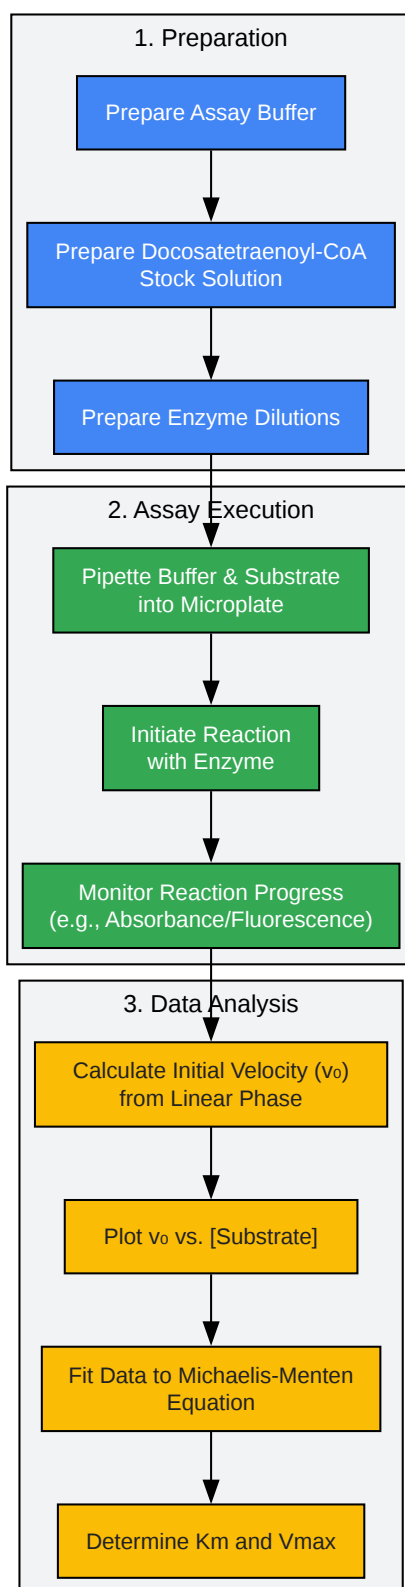 1. Preparation
Prepare Assay Buffer
Prepare Docosatetraenoyl-CoA
Stock Solution
Prepare Enzyme Dilutions
2. Assay Execution
Pipette Buffer & Substrate
into Microplate
Initiate Reaction
with Enzyme
Monitor Reaction Progress
(e.g., Absorbance/Fluorescence)
3. Data Analysis
Calculate Initial Velocity (v₀)
from Linear Phase
Plot v₀ vs. [Substrate]
Fit Data to Michaelis-Menten
Equation
Determine Km and Vmax